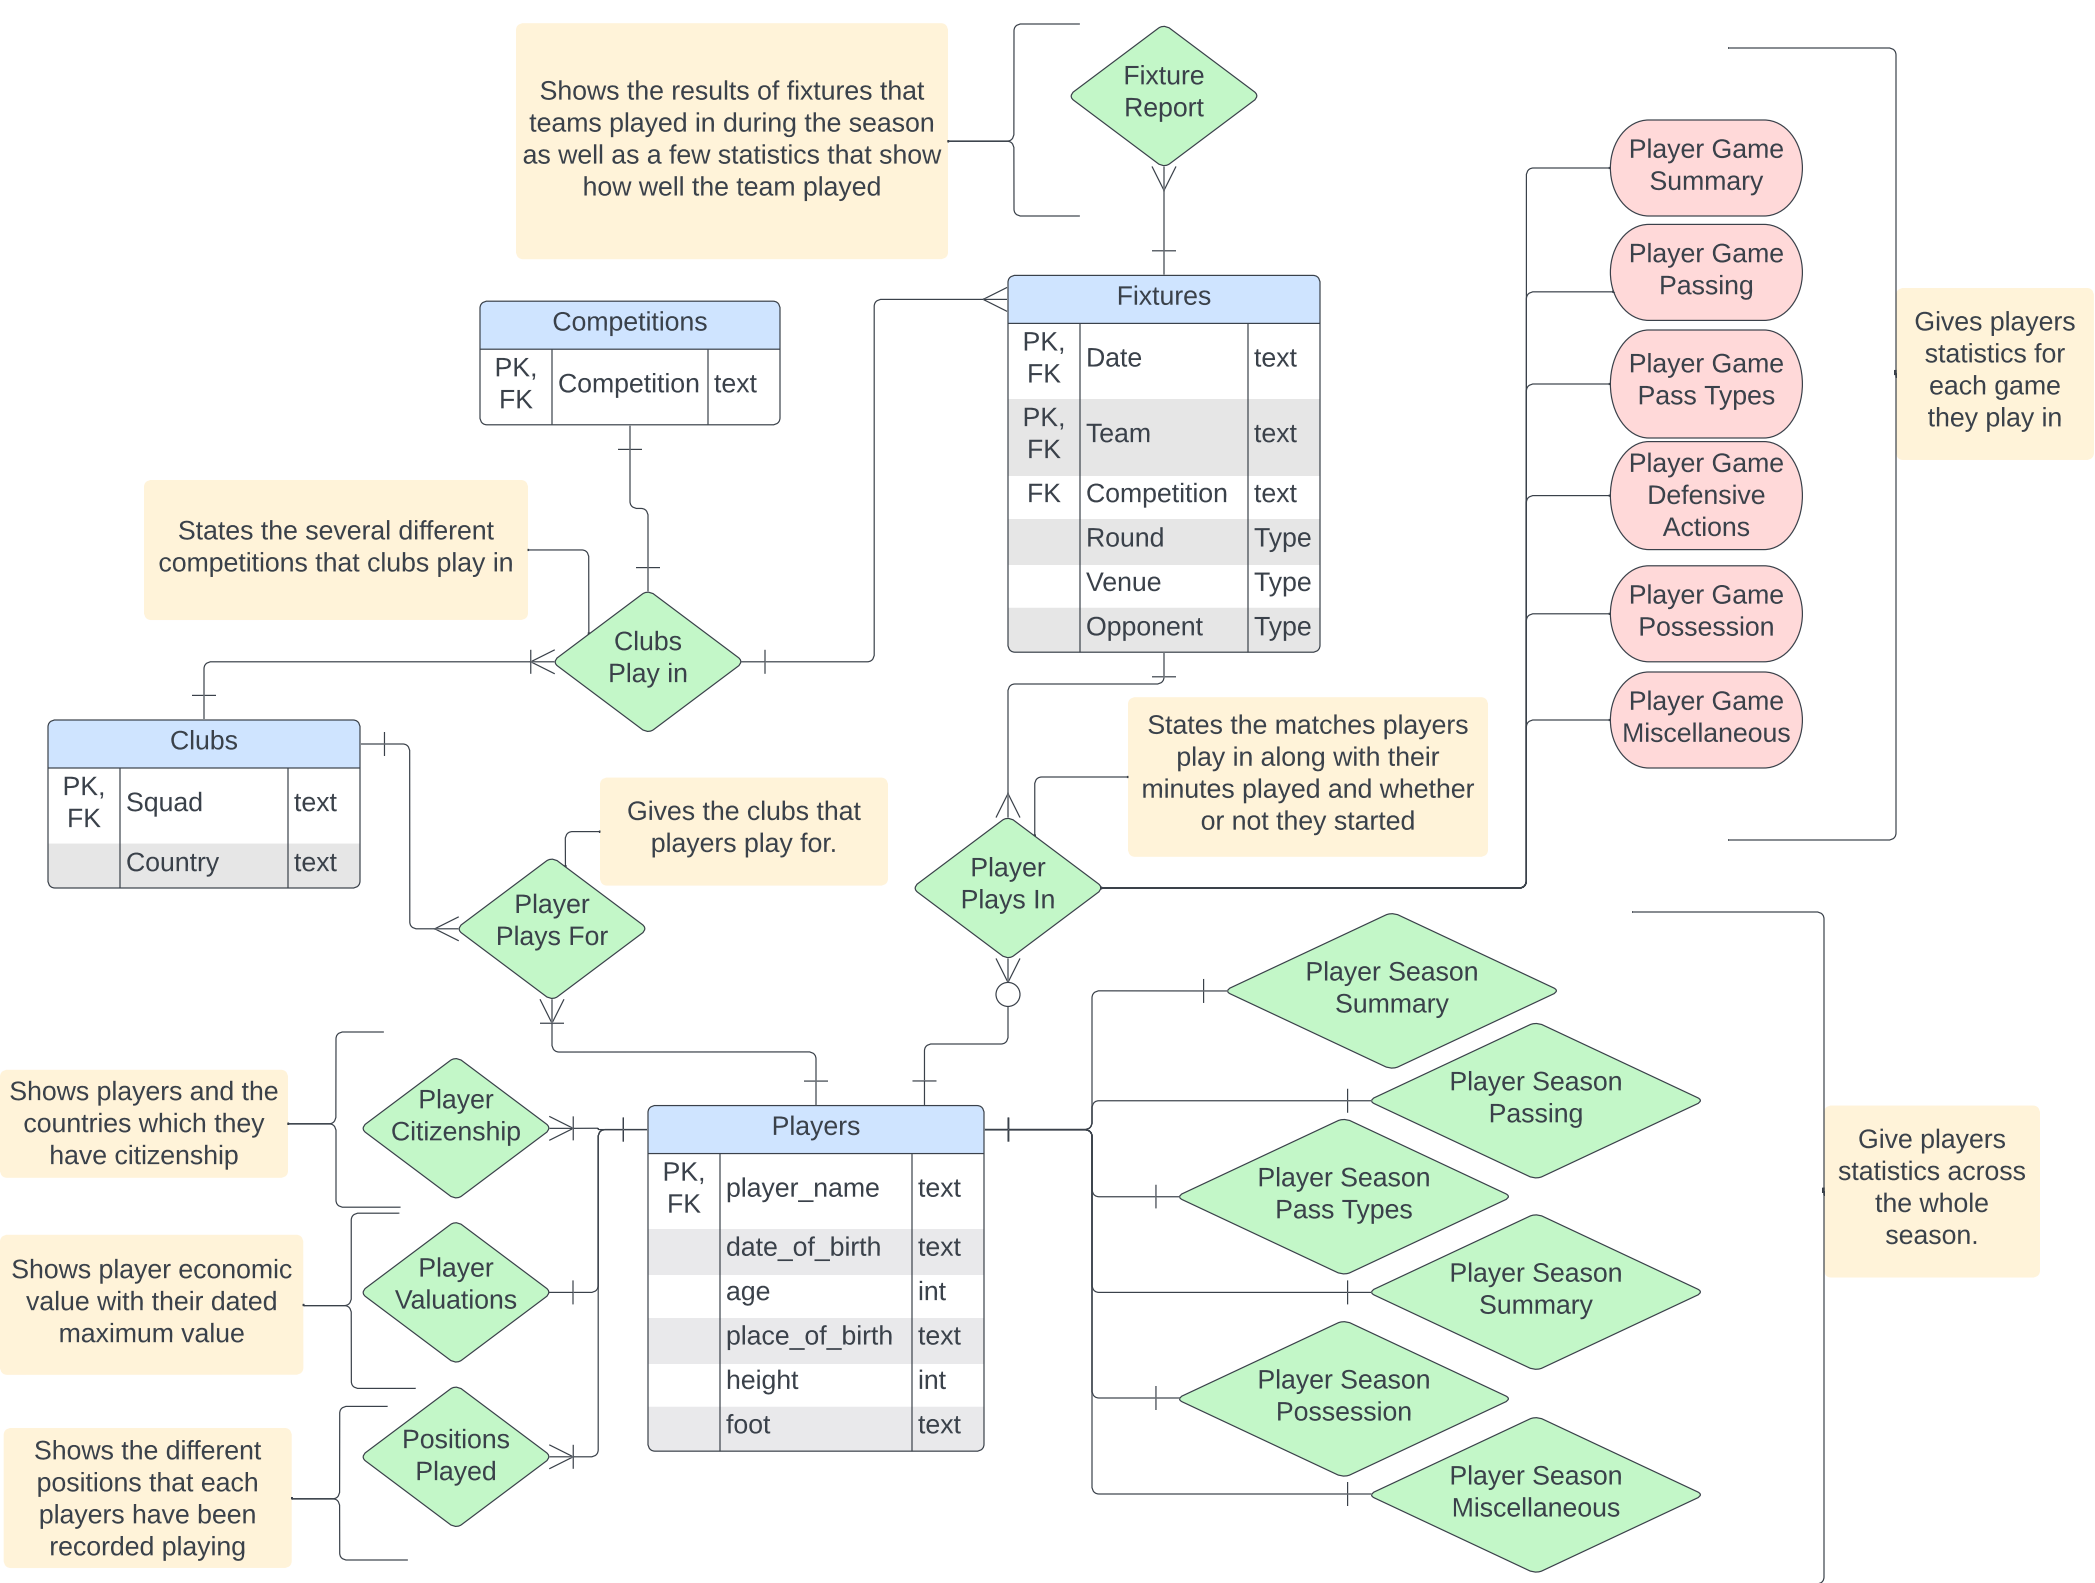 Shows the results of fixtures that
teams played in during the season
as well as a few statistics that show
how well the team played
Fixture
Report
Player Game
Summary
Player Game
Passing
Player Game
Pass Types
Player Game
Defensive
Actions
Player Game
Possession
Player Game
Miscellaneous
Gives players
statistics for
each game
they play in
Competitions
PK,
FK
Competition
text
Fixtures
PK,
FK
Date
text
PK,
FK
Team
text
FK
Competition
text
Round
Type
Venue
Type
Opponent
Type
States the several different
competitions that clubs play in
Clubs
Play in
Clubs
PK,
FK
Squad
text
Country
text
Gives the clubs that
players play for.
Player
Plays For
States the matches players
play in along with their
minutes played and whether
or not they started
Player
Plays In
Shows players and the
countries which they
have citizenship
Player
Citizenship
Shows player economic
value with their dated
maximum value
Player
Valuations
Shows the different
positions that each
players have been
recorded playing
Positions
Played
Players
PK,
FK
player_name
text
date_of_birth
text
age
int
place_of_birth
text
height
int
foot
text
Player Season
Summary
Player Season
Passing
Player Season
Pass Types
Player Season
Summary
Player Season
Possession
Player Season
Miscellaneous
Give players
statistics across
the whole
season.